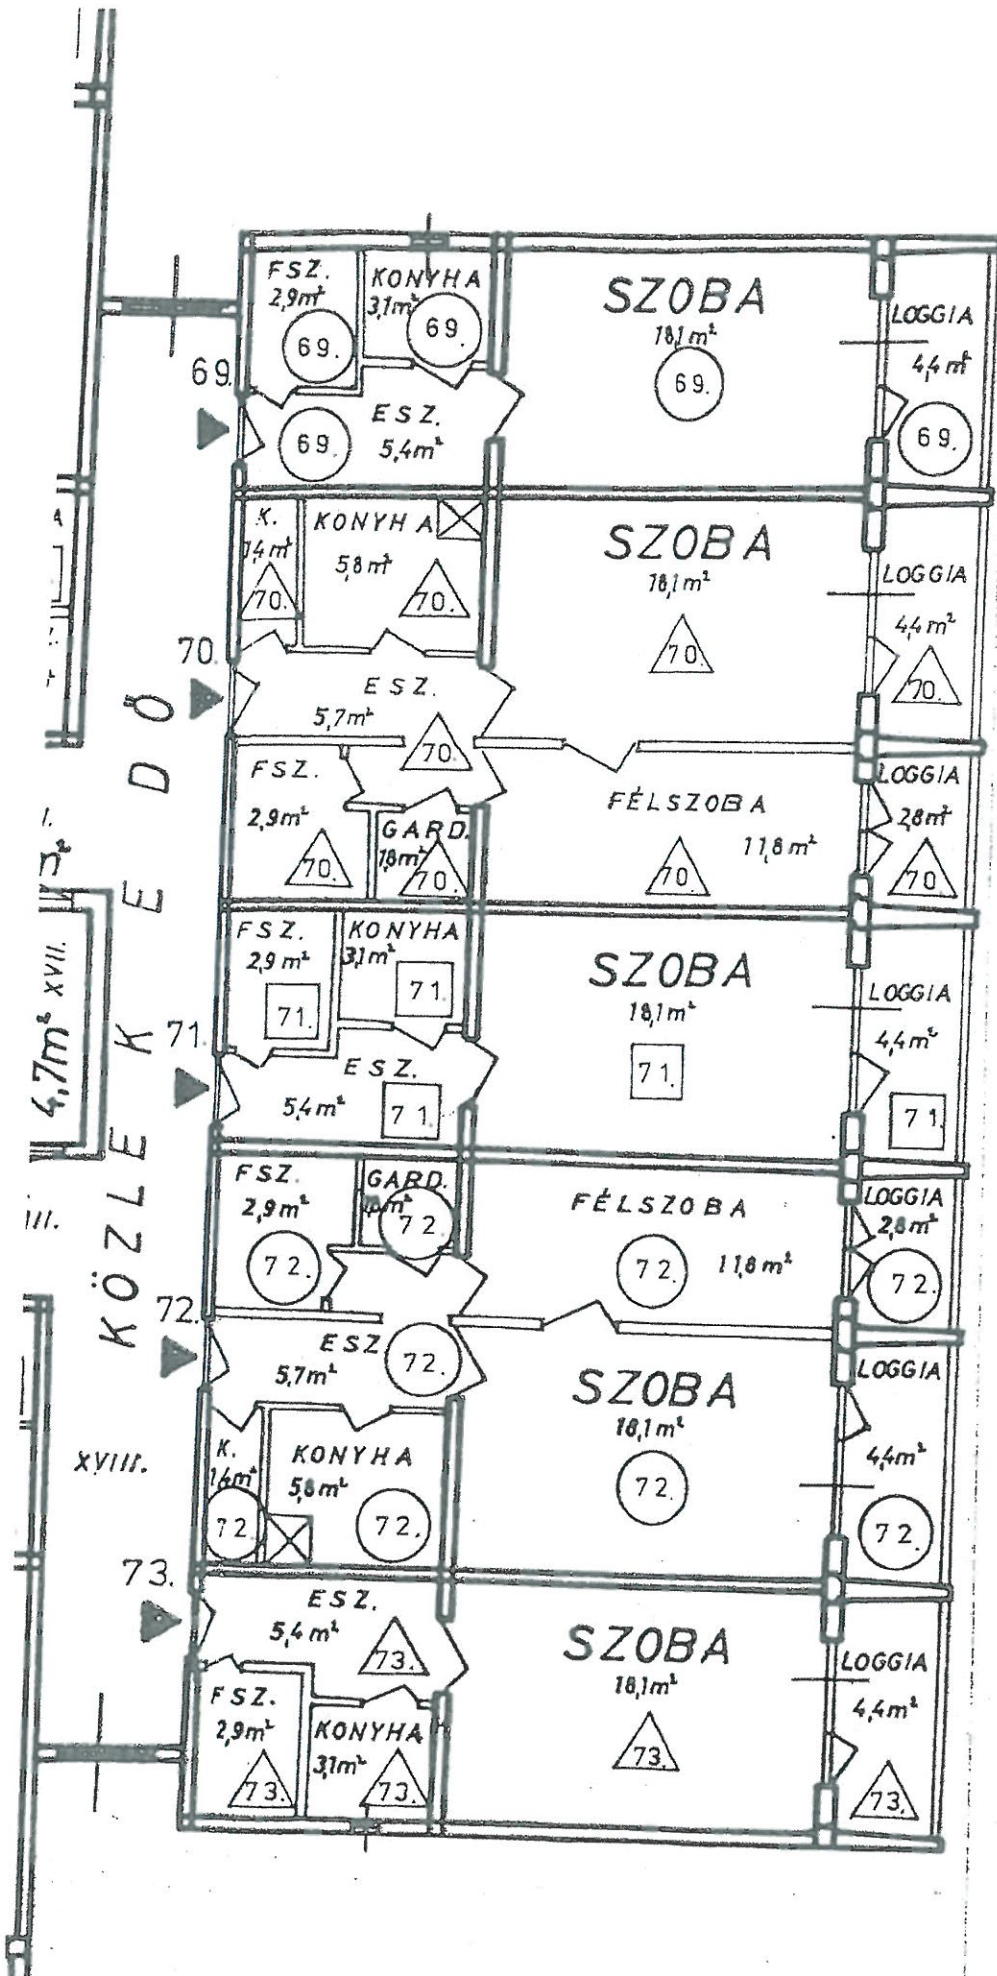 FSZ.
2,9m²
69.
KONYHA
3,1m²
69.
SZOBA
18,1m²
69.
LOGGIA
4,4m²
69.
69.
ESZ.
5,4m²
69.
K.
1,4m²
70.
KONYHA
5,8m²
70.
SZOBA
18,1m²
70.
LOGGIA
4,4m²
70.
70.
ESZ.
5,7m²
70.
FSZ.
2,9m²
70.
GARD.
1,8m²
70.
FÉLSZOBA
11,8m²
70.
LOGGIA
2,8m²
70.
KÖZLEKEDŐ
4,7m² XVII.
FSZ.
2,9m²
71.
KONYHA
3,1m²
71.
SZOBA
18,1m²
71.
LOGGIA
4,4m²
71.
71.
ESZ.
5,4m²
71.
FSZ.
2,9m²
72.
GARD.
72.
FÉLSZOBA
11,8m²
72.
LOGGIA
2,8m²
72.
72.
ESZ
5,7m²
72.
K.
1,4m²
72.
KONYHA
5,8m²
72.
SZOBA
18,1m²
72.
LOGGIA
4,4m²
72.
XVIII.
73.
ESZ.
5,4m²
73.
FSZ.
2,9m²
73.
KONYHA
3,1m²
73.
SZOBA
18,1m²
73.
LOGGIA
4,4m²
73.